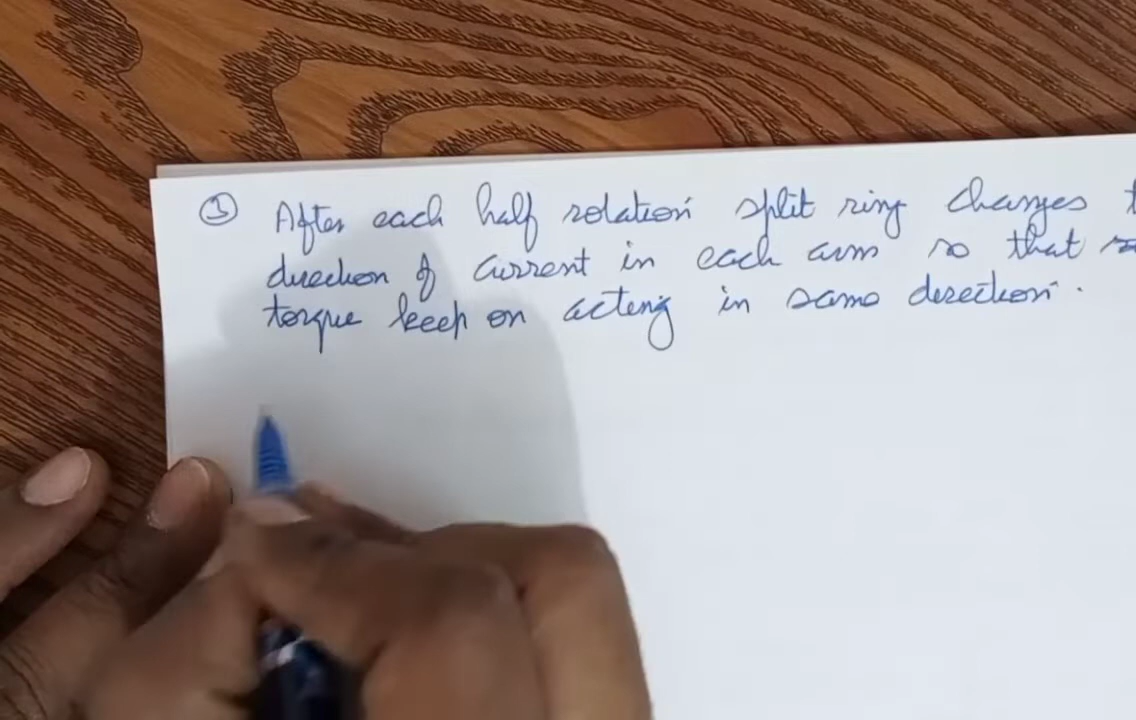 ③ After each half rotation split ring changes
direction of current in each arm so that
torque keep on acting in same direction.